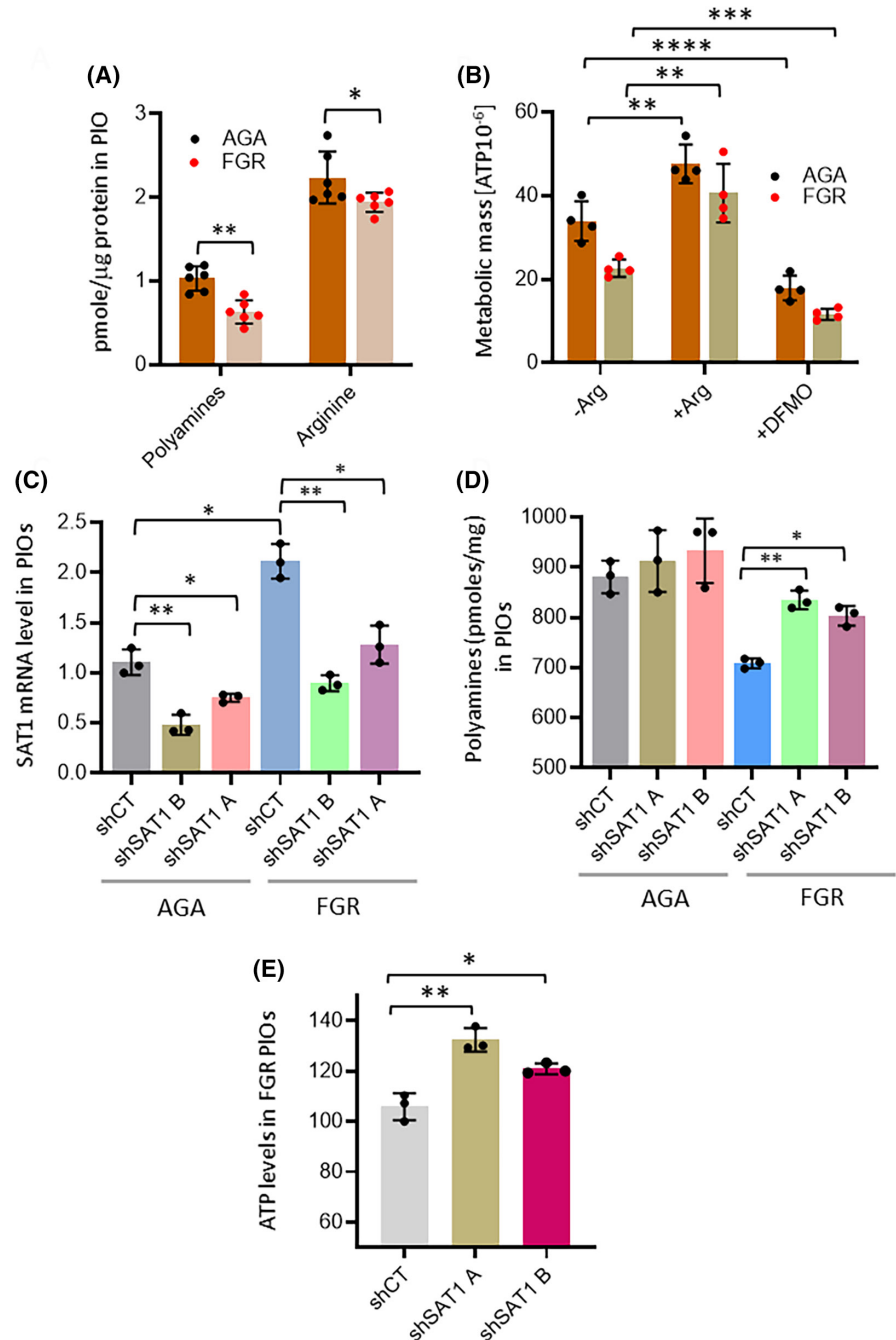 (A)
*
3
AGA
FGR
**
2
1
0
pmole/µg protein in PIO
Polyamines
Arginine
(B)
***
****
**
**
60
AGA
FGR
40
20
0
Metabolic mass [ATP10⁻⁶]
-Arg
+Arg
+DFMO
(C)
*
**
*
*
**
2.5
2.0
1.5
1.0
0.5
0.0
SAT1 mRNA level in PIOs
shCT
shSAT1 B
shSAT1 A
shCT
shSAT1 B
shSAT1 A
AGA
FGR
(D)
*
**
1000
900
800
700
600
500
Polyamines (pmoles/mg)
in PIOs
shCT
shSAT1 A
shSAT1 B
shCT
shSAT1 A
shSAT1 B
AGA
FGR
(E)
*
**
140
120
100
80
60
ATP levels in FGR PIOs
shCT
shSAT1 A
shSAT1 B